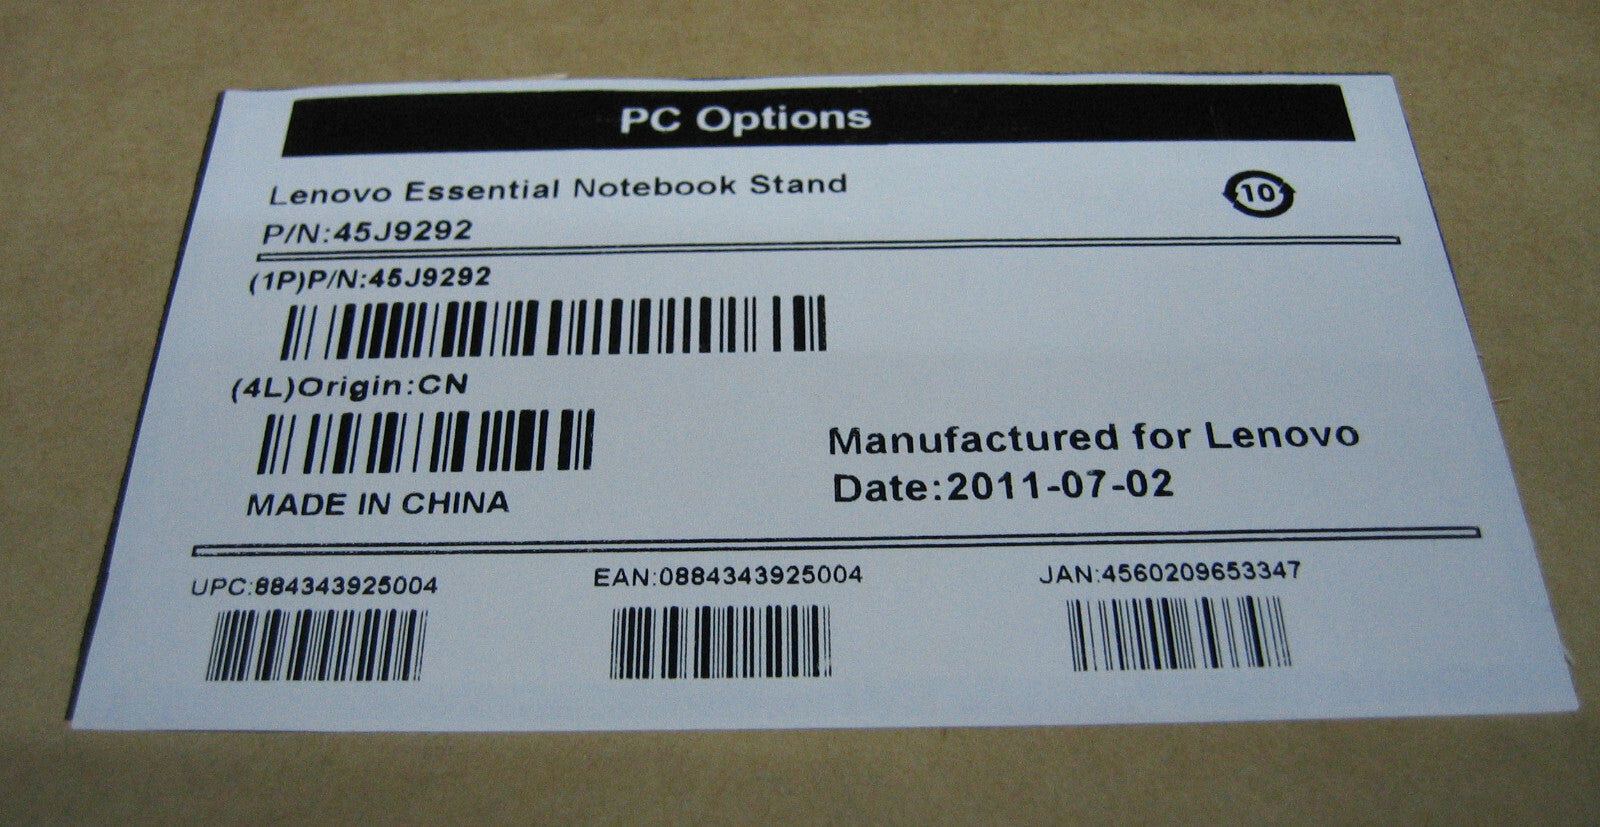 PC Options
Lenovo Essential Notebook Stand
10
P/N:45J9292
(1P)P/N:45J9292
(4L)Origin:CN
MADE IN CHINA
Manufactured for Lenovo
Date:2011-07-02
UPC:884343925004
EAN:0884343925004
JAN:4560209653347